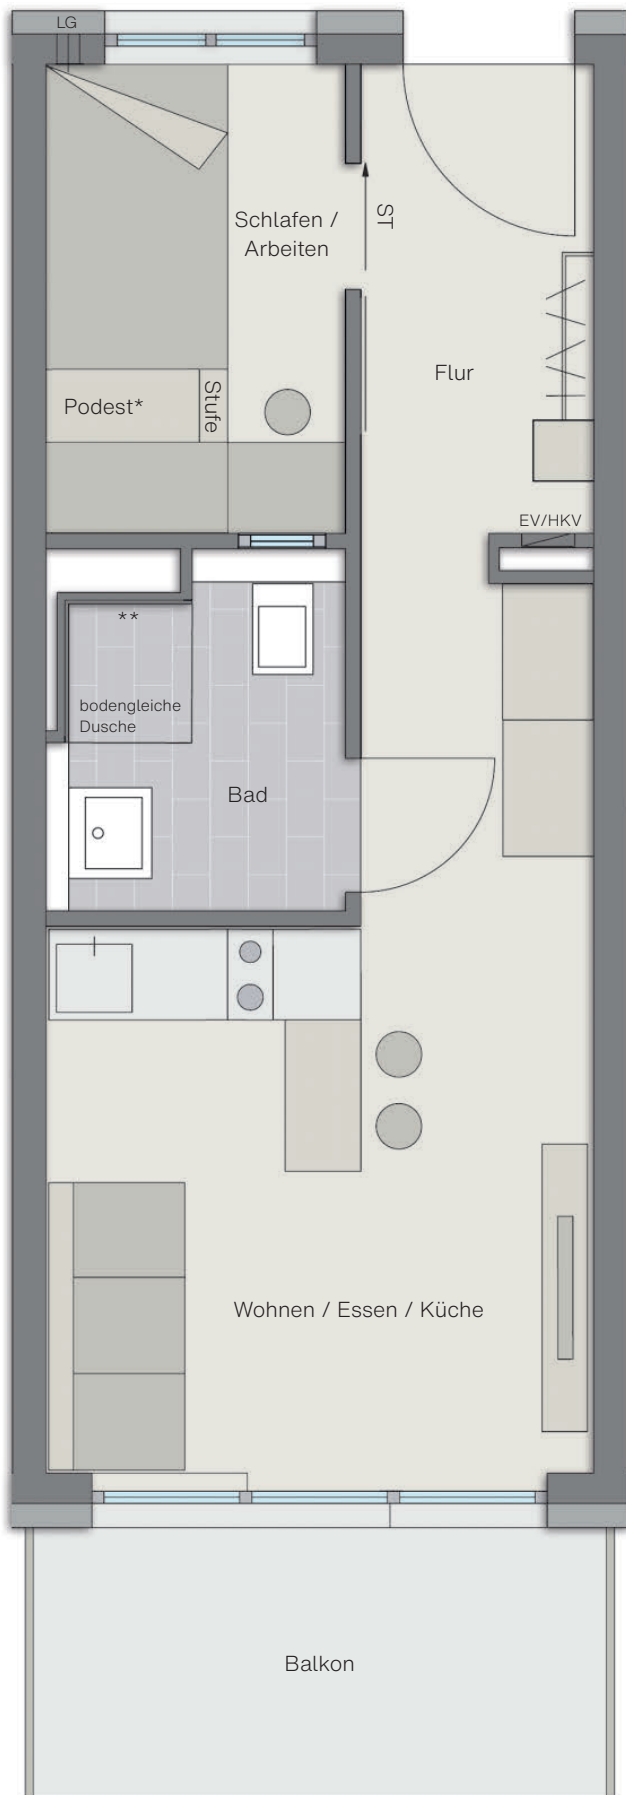 LG
Schlafen /
Arbeiten
ST
Flur
Podest*
Stufe
EV/HKV
**
bodengleiche
Dusche
Bad
Wohnen / Essen / Küche
Balkon